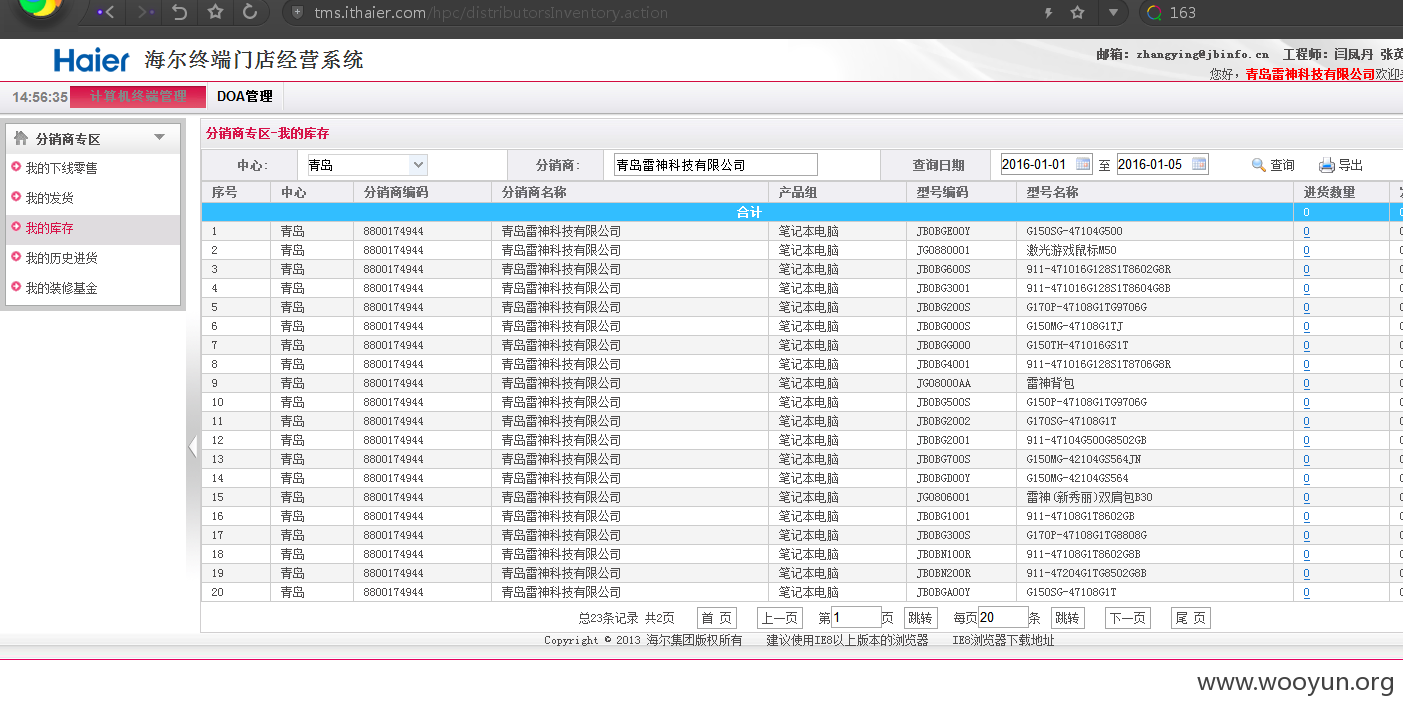 tms.ithaier.com/hpc/distributorsInventory.action 163
Haier 海尔终端门店经营系统
邮箱：zhangying@jbinfo.cn 工程师：闫凤丹 张英
您好，青岛雷神科技有限公司欢迎
14:56:35 计算机终端管理 DOA管理
分销商专区
我的下线零售
我的发货
我的库存
我的历史进货
我的装修基金
分销商专区-我的库存
中心： 青岛 分销商： 青岛雷神科技有限公司 查询日期 2016-01-01 至 2016-01-05 查询 导出
序号 中心 分销商编码 分销商名称 产品组 型号编码 型号名称 进货数量
合计 0
1 青岛 8800174944 青岛雷神科技有限公司 笔记本电脑 JB0BGE00Y G150SG-47104G500 0
2 青岛 8800174944 青岛雷神科技有限公司 笔记本电脑 JG0880001 激光游戏鼠标M50 0
3 青岛 8800174944 青岛雷神科技有限公司 笔记本电脑 JB0BG600S 911-471016G128S1T8602G8R 0
4 青岛 8800174944 青岛雷神科技有限公司 笔记本电脑 JB0BG3001 911-471016G128S1T8604G8B 0
5 青岛 8800174944 青岛雷神科技有限公司 笔记本电脑 JB0BG200S G170P-47108G1TG9706G 0
6 青岛 8800174944 青岛雷神科技有限公司 笔记本电脑 JB0BG000S G150MG-47108G1TJ 0
7 青岛 8800174944 青岛雷神科技有限公司 笔记本电脑 JB0BGG000 G150TH-471016GS1T 0
8 青岛 8800174944 青岛雷神科技有限公司 笔记本电脑 JB0BG4001 911-471016G128S1T8706G8R 0
9 青岛 8800174944 青岛雷神科技有限公司 笔记本电脑 JG08000AA 雷神背包 0
10 青岛 8800174944 青岛雷神科技有限公司 笔记本电脑 JB0BG500S G150P-47108G1TG9706G 0
11 青岛 8800174944 青岛雷神科技有限公司 笔记本电脑 JB0BG2002 G170SG-47108G1T 0
12 青岛 8800174944 青岛雷神科技有限公司 笔记本电脑 JB0BG2001 911-47104G500G8502GB 0
13 青岛 8800174944 青岛雷神科技有限公司 笔记本电脑 JB0BG700S G150MG-42104GS564JN 0
14 青岛 8800174944 青岛雷神科技有限公司 笔记本电脑 JB0BGD00Y G150MG-42104GS564 0
15 青岛 8800174944 青岛雷神科技有限公司 笔记本电脑 JG0806001 雷神(新秀丽)双肩包B30 0
16 青岛 8800174944 青岛雷神科技有限公司 笔记本电脑 JB0BG1001 911-47108G1T8602GB 0
17 青岛 8800174944 青岛雷神科技有限公司 笔记本电脑 JB0BG300S G170P-47108G1TG8808G 0
18 青岛 8800174944 青岛雷神科技有限公司 笔记本电脑 JB0BN100R 911-47108G1T8602G8B 0
19 青岛 8800174944 青岛雷神科技有限公司 笔记本电脑 JB0BN200R 911-47204G1TG8502G8B 0
20 青岛 8800174944 青岛雷神科技有限公司 笔记本电脑 JB0BGA00Y G150SG-47108G1T 0
总23条记录 共2页 首 页 上一页 第 1 页 跳转 每页 20 条 跳转 下一页 尾 页
Copyright © 2013 海尔集团版权所有 建议使用IE8以上版本的浏览器 IE8浏览器下载地址
www.wooyun.org